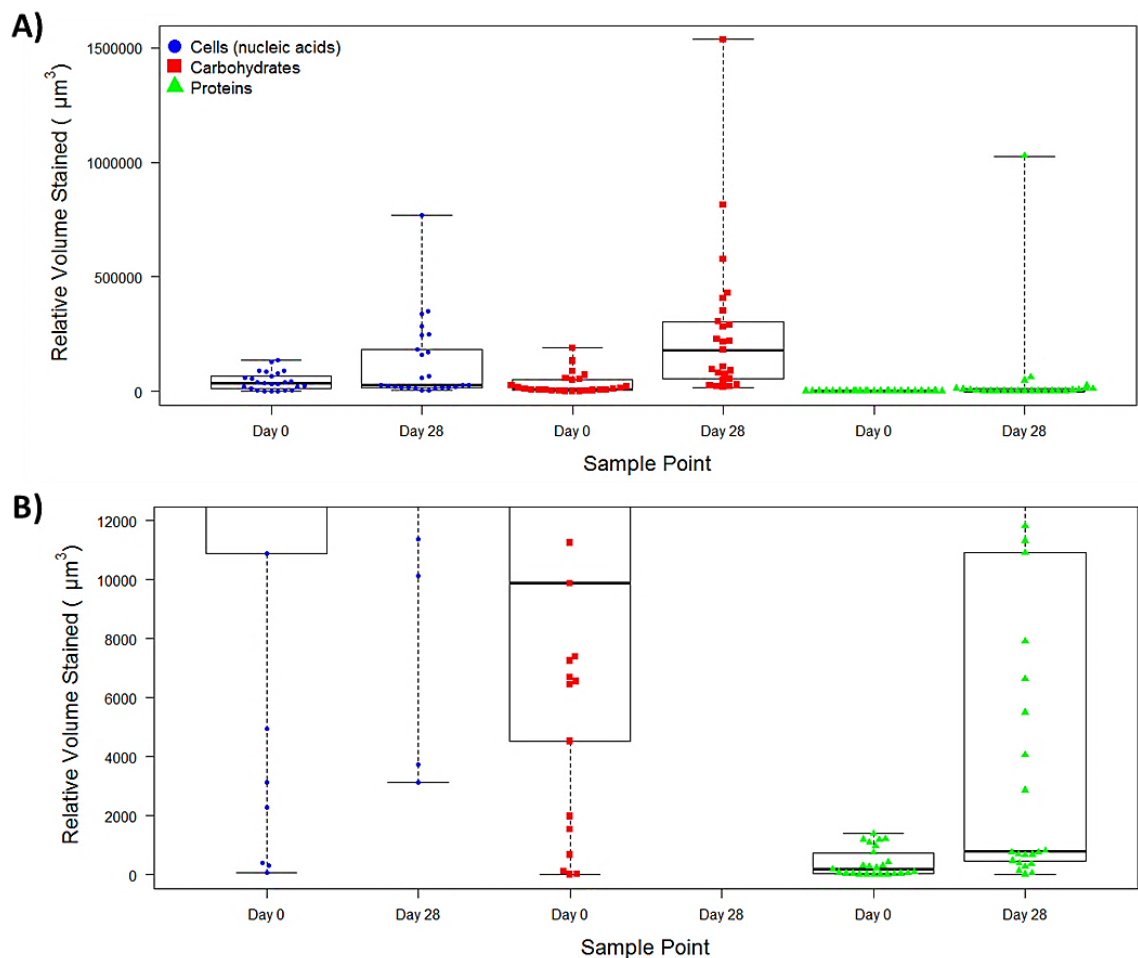 A)
Relative Volume Stained ( µm³)
1500000
1000000
500000
0
Cells (nucleic acids)
Carbohydrates
Proteins
Day 0
Day 28
Day 0
Day 28
Day 0
Day 28
Sample Point
B)
Relative Volume Stained ( µm³)
12000
10000
8000
6000
4000
2000
0
Day 0
Day 28
Day 0
Day 28
Day 0
Day 28
Sample Point